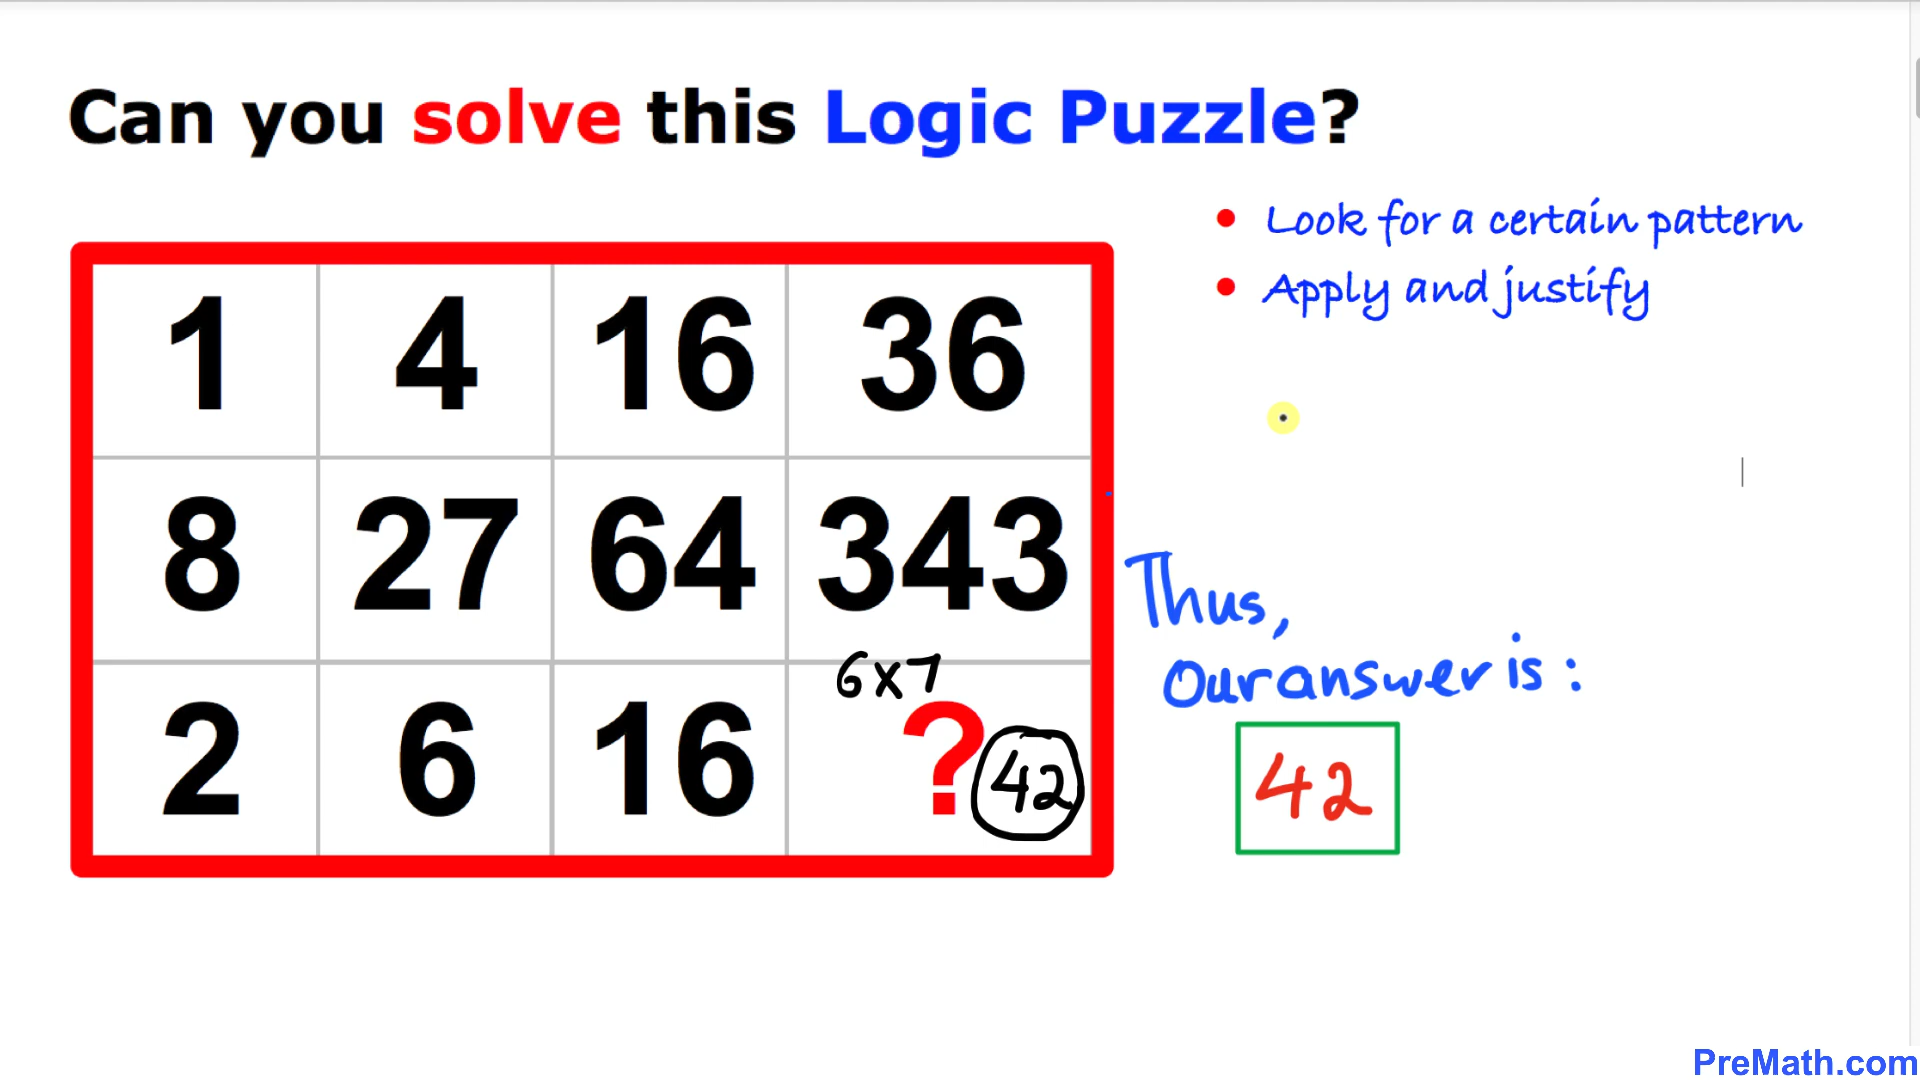 Can you solve this Logic Puzzle?
• Look for a certain pattern
• Apply and justify
1 4 16 36
8 27 64 343
6x7
2 6 16 ? 42
Thus,
Our answer is:
42
PreMath.com